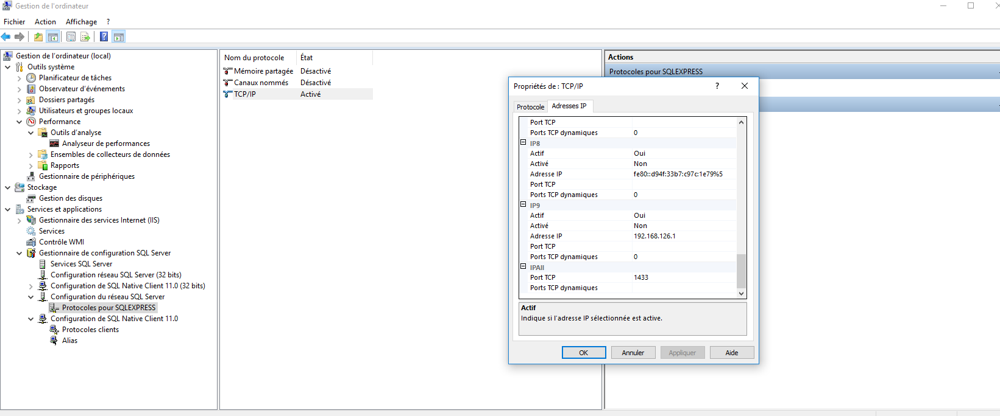 Gestion de l'ordinateur
Fichier Action Affichage ?
Gestion de l'ordinateur (local)
Outils système
Planificateur de tâches
Observateur d'événements
Dossiers partagés
Utilisateurs et groupes locaux
Performance
Outils d'analyse
Analyseur de performances
Ensembles de collecteurs de données
Rapports
Gestionnaire de périphériques
Stockage
Gestion des disques
Services et applications
Gestionnaire des services Internet (IIS)
Services
Contrôle WMI
Gestionnaire de configuration SQL Server
Services SQL Server
Configuration réseau SQL Server (32 bits)
Configuration de SQL Native Client 11.0 (32 bits)
Configuration du réseau SQL Server
Protocoles pour SQLEXPRESS
Configuration de SQL Native Client 11.0
Protocoles clients
Alias
Nom du protocole État
Mémoire partagée Désactivé
Canaux nommés Désactivé
TCP/IP Activé
Actions
Protocoles pour SQLEXPRESS
Propriétés de : TCP/IP ?
Protocole Adresses IP
Port TCP
Ports TCP dynamiques 0
IP8
Actif Oui
Activé Non
Adresse IP fe80::d94f:33b7:c97c:1e79%5
Port TCP
Ports TCP dynamiques 0
IP9
Actif Oui
Activé Non
Adresse IP 192.168.126.1
Port TCP
Ports TCP dynamiques 0
IPAll
Port TCP 1433
Ports TCP dynamiques
Actif
Indique si l'adresse IP sélectionnée est active.
OK Annuler Appliquer Aide